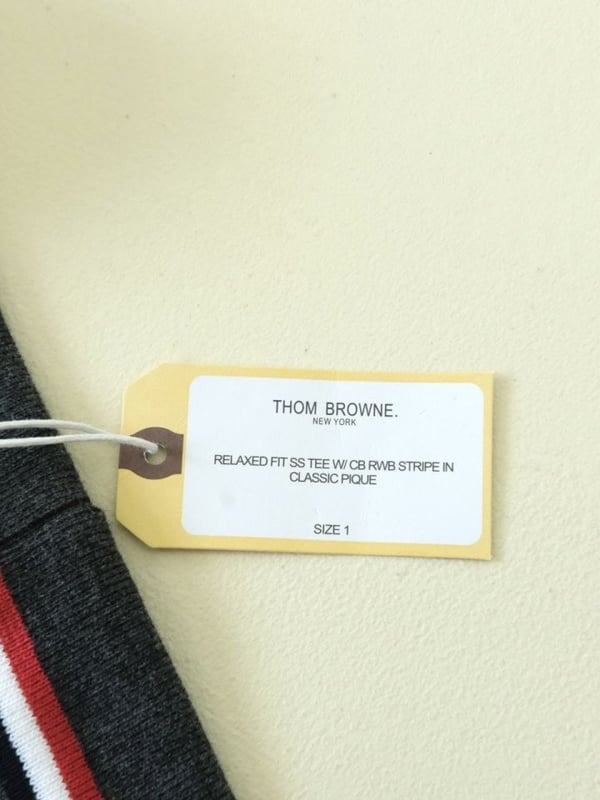 THOM BROWNE.
NEW YORK
RELAXED FIT SS TEE W/ CB RWB STRIPE IN
CLASSIC PIQUE
SIZE 1